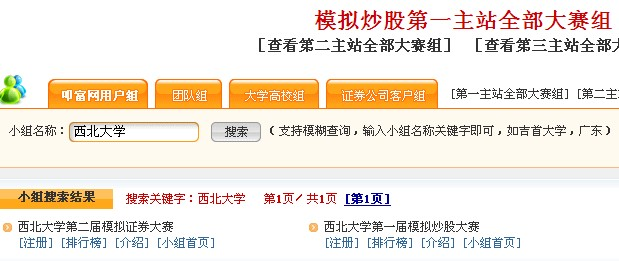 模拟炒股第一主站全部大赛组
[查看第二主站全部大赛组] [查看第三主站全部大
叩富网用户组 团队组 大学高校组 证券公司客户组 [第一主站全部大赛组] [第二主
小组名称：西北大学 搜索 （支持模糊查询，输入小组名称关键字即可，如吉首大学，广东）
小组搜索结果 搜索关键字：西北大学 第1页/共1页 [第1页]
西北大学第二届模拟证券大赛 西北大学第一届模拟炒股大赛
[注册] [排行榜] [介绍] [小组首页] [注册] [排行榜] [介绍] [小组首页]